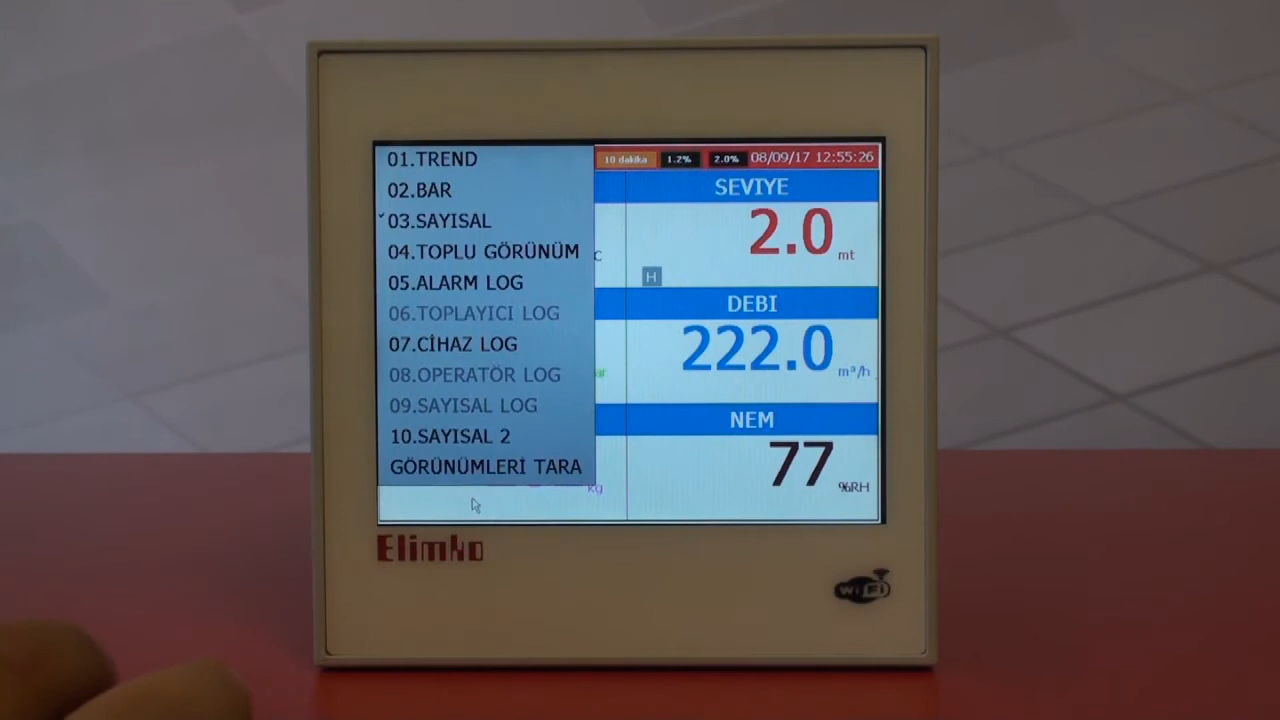 01.TREND
02.BAR
03.SAYISAL
04.TOPLU GÖRÜNÜM
05.ALARM LOG
06.TOPLAYICI LOG
07.CİHAZ LOG
08.OPERATÖR LOG
09.SAYISAL LOG
10.SAYISAL 2
GÖRÜNÜMLERİ TARA
10 dakika 1.2% 2.0% 08/09/17 12:55:26
SEVIYE
2.0 mt
C
H
DEBI
222.0 m³/h
NEM
77 %RH
kg
Elimko
WiFi